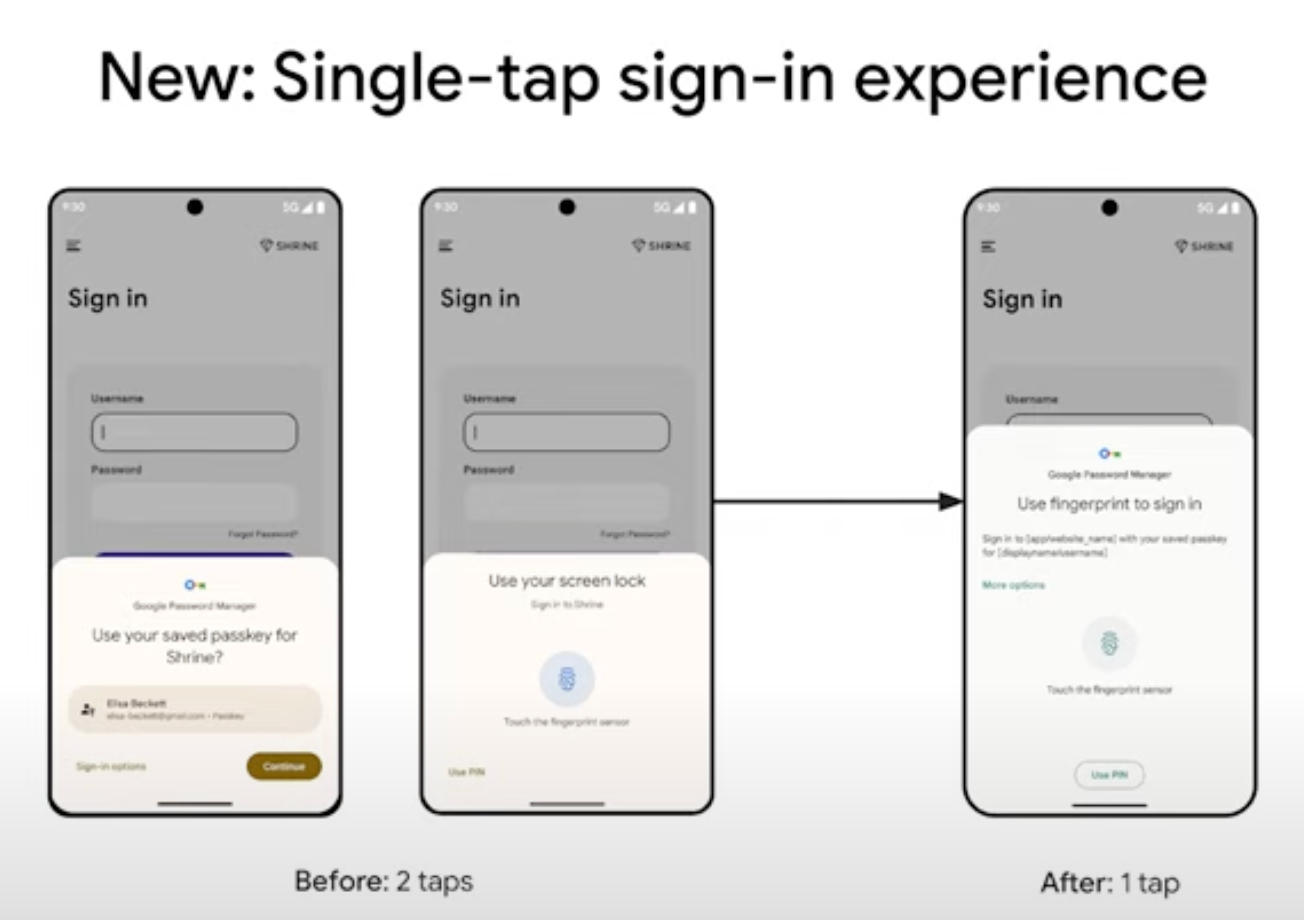 New: Single-tap sign-in experience
9:30
5G
SHRINE
Sign in
Username
Password
Forgot Password?
Google Password Manager
Use your saved passkey for
Shrine?
Elisa Beckett
elisa-beckett@gmail.com • Passkey
Sign-in options
Continue
9:30
5G
SHRINE
Sign in
Username
Password
Forgot Password?
Use your screen lock
Sign in to Shrine
Touch the fingerprint sensor
Use PIN
Before: 2 taps
9:30
5G
SHRINE
Sign in
Username
Google Password Manager
Use fingerprint to sign in
Sign in to [app/website_name] with your saved passkey
for [displayname/username]
More options
Touch the fingerprint sensor
Use PIN
After: 1 tap